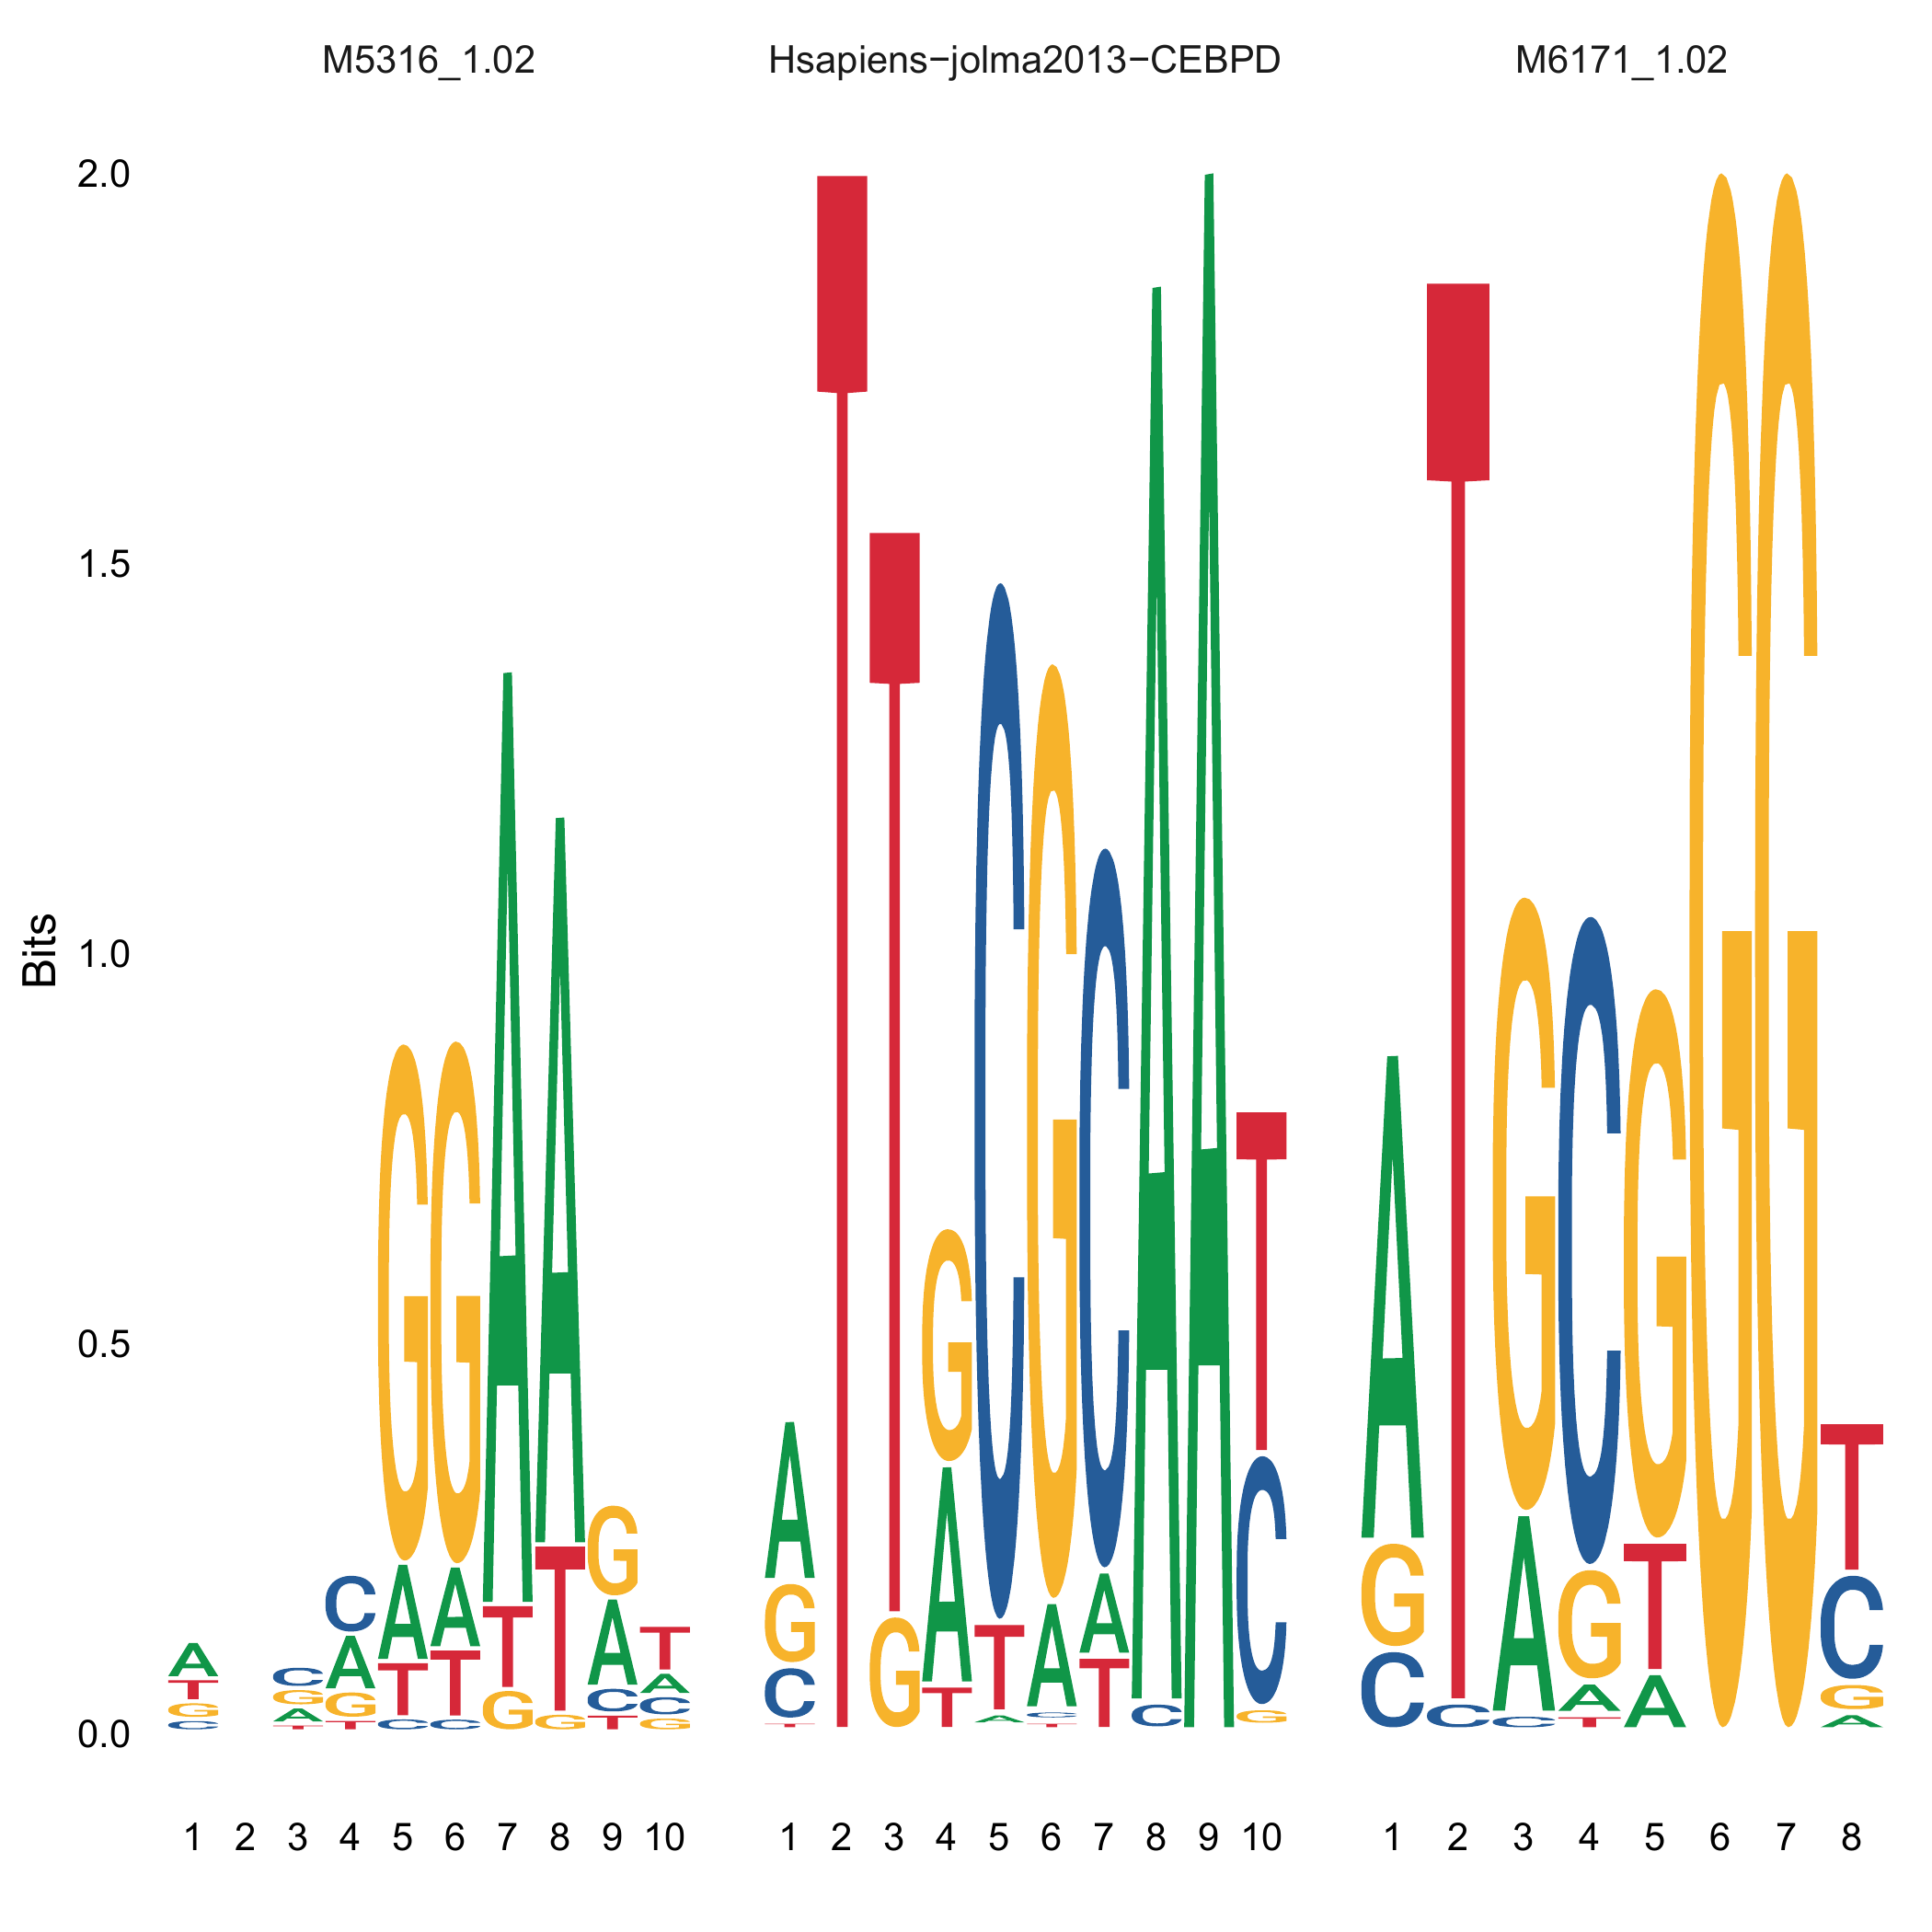 M5316_1.02 Hsapiens−jolma2013−CEBPD M6171_1.02
2.0
1.5
1.0
0.5
0.0
Bits
A T G C
C G A T
C A G T
G A T C
G A T C
A T G
A T G
G A C T
T A C G
A G C T
T
T G
G A T
C T A
G A C T
C A T
A C
A
T C G
A G C
T C
G A C
C G A T
G T A
G
G
T C G A
1 2 3 4 5 6 7 8 9 10 1 2 3 4 5 6 7 8 9 10 1 2 3 4 5 6 7 8